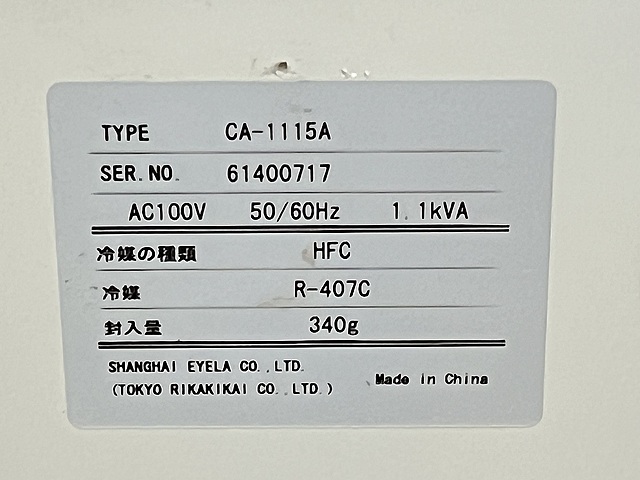 TYPE CA-1115A
SER.NO. 61400717
AC100V 50/60Hz 1.1kVA
冷媒の種類 HFC
冷媒 R-407C
封入量 340g
SHANGHAI EYELA CO.,LTD.
(TOKYO RIKAKIKAI CO.,LTD.) Made in China